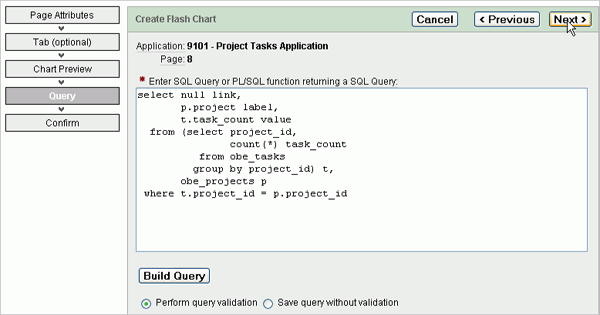 Page Attributes
Tab (optional)
Chart Preview
Query
Confirm
Create Flash Chart
Cancel
< Previous
Next >
Application: 9101 - Project Tasks Application
Page: 8
* Enter SQL Query or PL/SQL function returning a SQL Query:
select null link,
       p.project label,
       t.task_count value
  from (select project_id,
               count(*) task_count
          from obe_tasks
         group by project_id) t,
       obe_projects p
 where t.project_id = p.project_id
Build Query
Perform query validation
Save query without validation